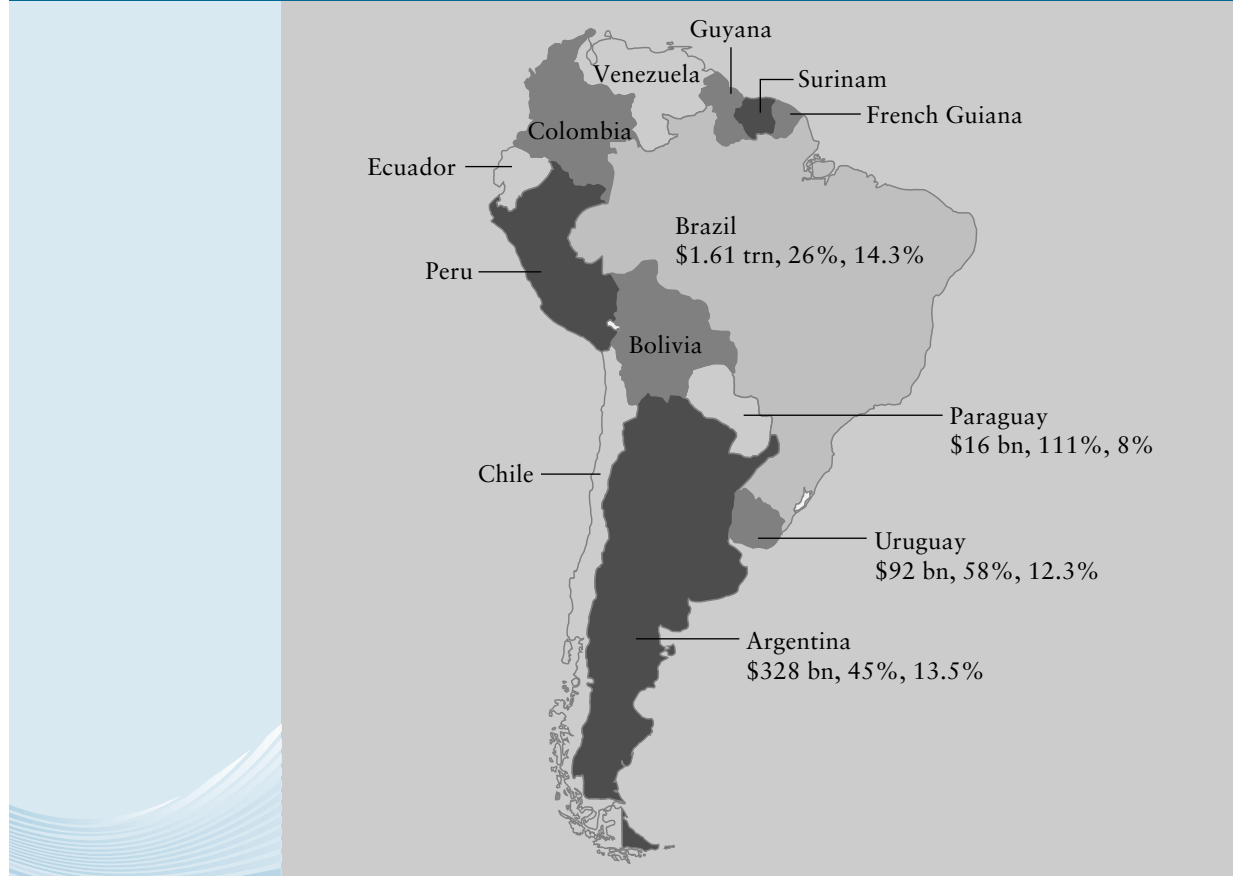 Guyana
Venezuela
Surinam
French Guiana
Colombia
Ecuador
Brazil
$1.61 trn, 26%, 14.3%
Peru
Bolivia
Paraguay
$16 bn, 111%, 8%
Chile
Uruguay
$92 bn, 58%, 12.3%
Argentina
$328 bn, 45%, 13.5%